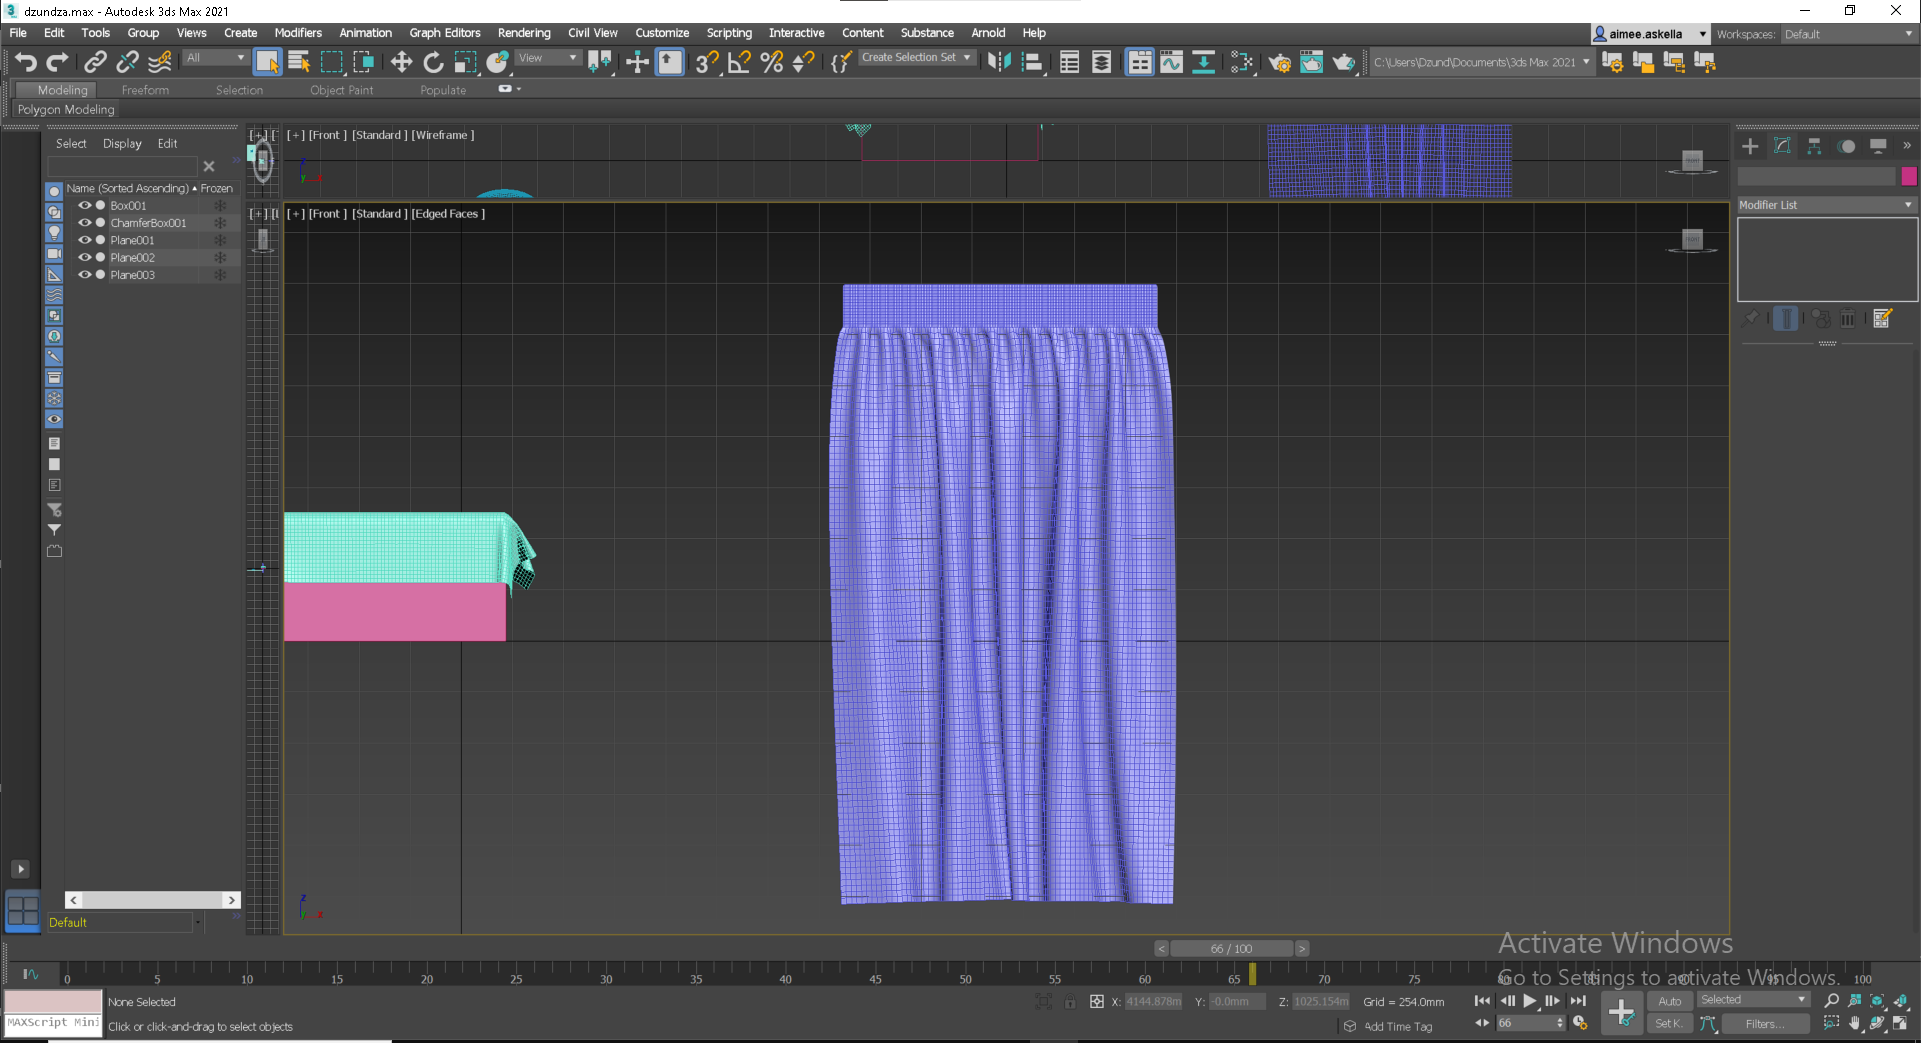 dzundza.max - Autodesk 3ds Max 2021
File Edit Tools Group Views Create Modifiers Animation Graph Editors Rendering Civil View Customize Scripting Interactive Content Substance Arnold Help
aimee.askella
Workspaces: Default
All
View
Create Selection Set
C:\Users\Dzund\Documents\3ds Max 2021
Modeling Freeform Selection Object Paint Populate
Polygon Modeling
Select Display Edit
Name (Sorted Ascending) Frozen
Box001
ChamferBox001
Plane001
Plane002
Plane003
[+] [Front ] [Standard ] [Wireframe ]
[+] [Front ] [Standard ] [Edged Faces ]
Modifier List
Default
66 / 100
Activate Windows
Go to Settings to activate Windows.
0 5 10 15 20 25 30 35 40 45 50 55 60 70 75 80 85 90 95 100
None Selected
X: 4144.878m Y: -0.0mm Z: 1025.154m Grid = 254.0mm
MAXScript Mini
Click or click-and-drag to select objects
Add Time Tag
66
Auto Selected
Set K. Filters...